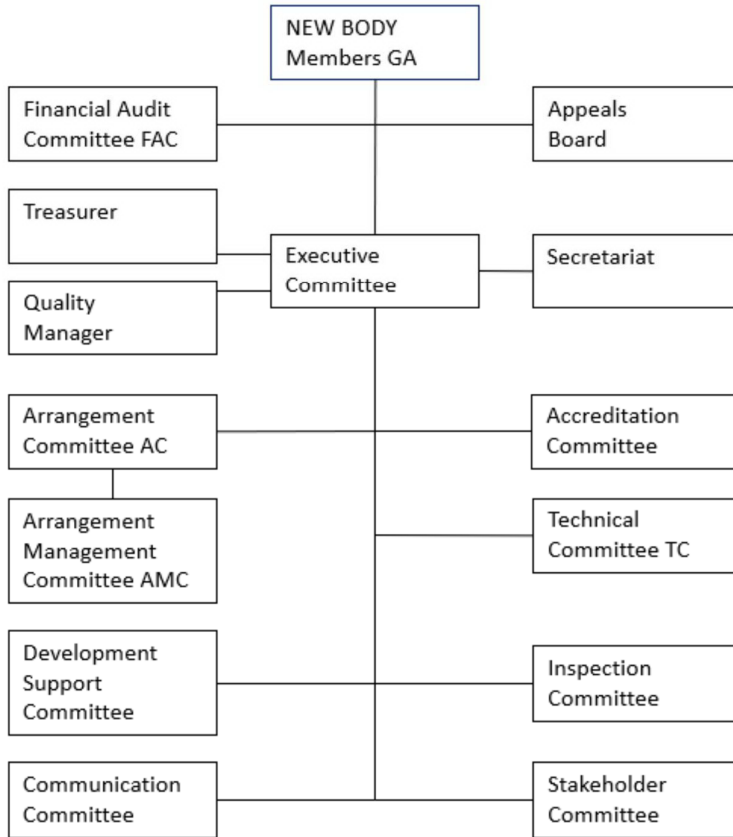 NEW BODY
Members GA
Financial Audit
Committee FAC
Appeals
Board
Treasurer
Executive
Committee
Secretariat
Quality
Manager
Arrangement
Committee AC
Accreditation
Committee
Arrangement
Management
Committee AMC
Technical
Committee TC
Development
Support
Committee
Inspection
Committee
Communication
Committee
Stakeholder
Committee